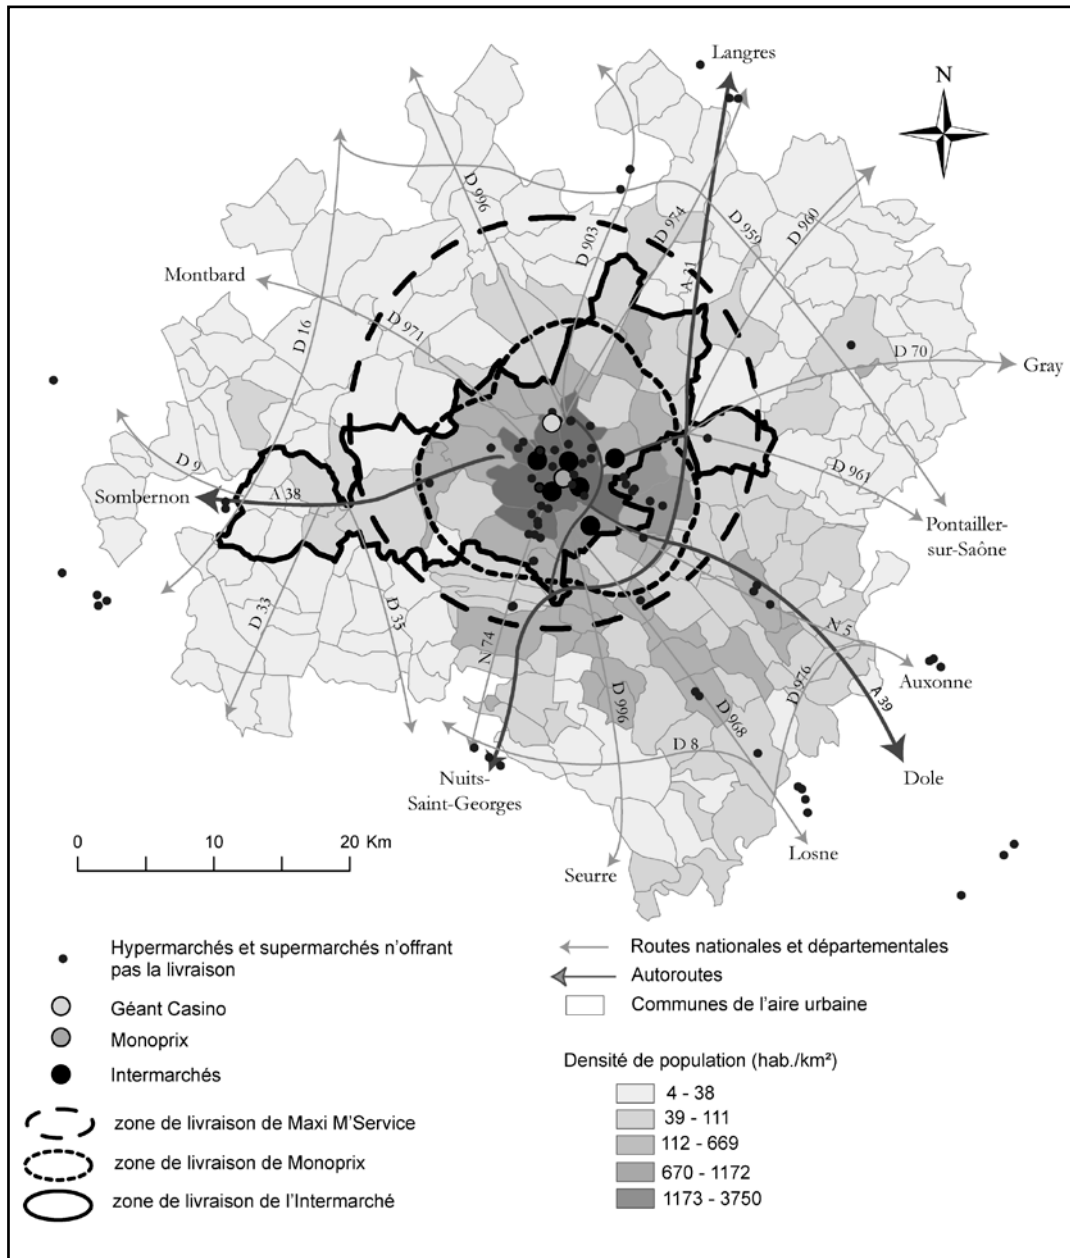 Langres
N
D 996
D 903
D 974
D 959
D 960
A 31
Montbard
D 16
D 971
D 70
Gray
D 9
Sombernon
A 38
D 961
Pontailler-
sur-Saône
D 33
D 35
N 74
D 996
D 968
N 5
D 976
A 39
Auxonne
D 8
Nuits-
Saint-Georges
Dole
Losne
Seurre
0 10 20 Km
Hypermarchés et supermarchés n'offrant
pas la livraison
Géant Casino
Monoprix
Intermarchés
zone de livraison de Maxi M'Service
zone de livraison de Monoprix
zone de livraison de l'Intermarché
Routes nationales et départementales
Autoroutes
Communes de l'aire urbaine
Densité de population (hab./km²)
4 - 38
39 - 111
112 - 669
670 - 1172
1173 - 3750